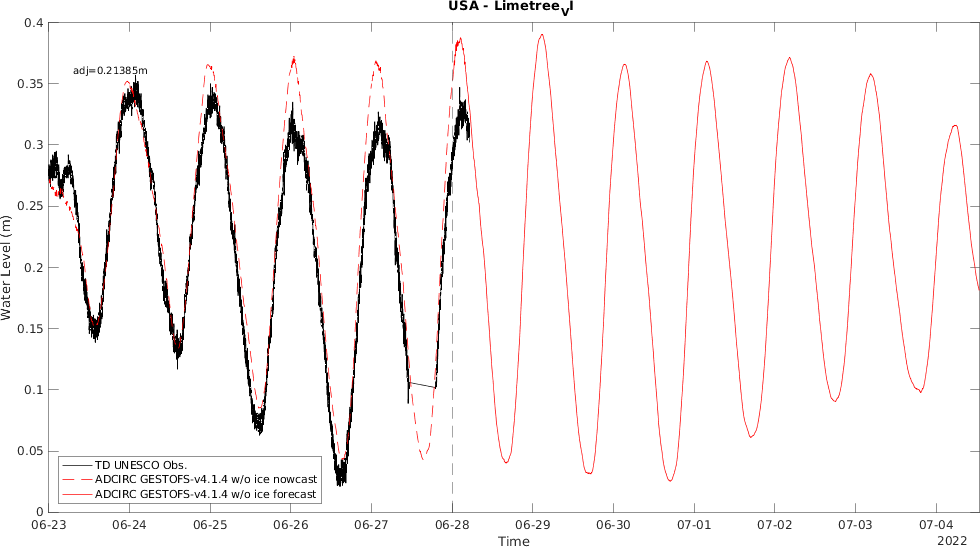 USA - LimetreeVI
0.4
0.35
0.3
0.25
0.2
0.15
0.1
0.05
0
Water Level (m)
adj=0.21385m
TD UNESCO Obs.
ADCIRC GESTOFS-v4.1.4 w/o ice nowcast
ADCIRC GESTOFS-v4.1.4 w/o ice forecast
06-23 06-24 06-25 06-26 06-27 06-28 06-29 06-30 07-01 07-02 07-03 07-04
Time
2022